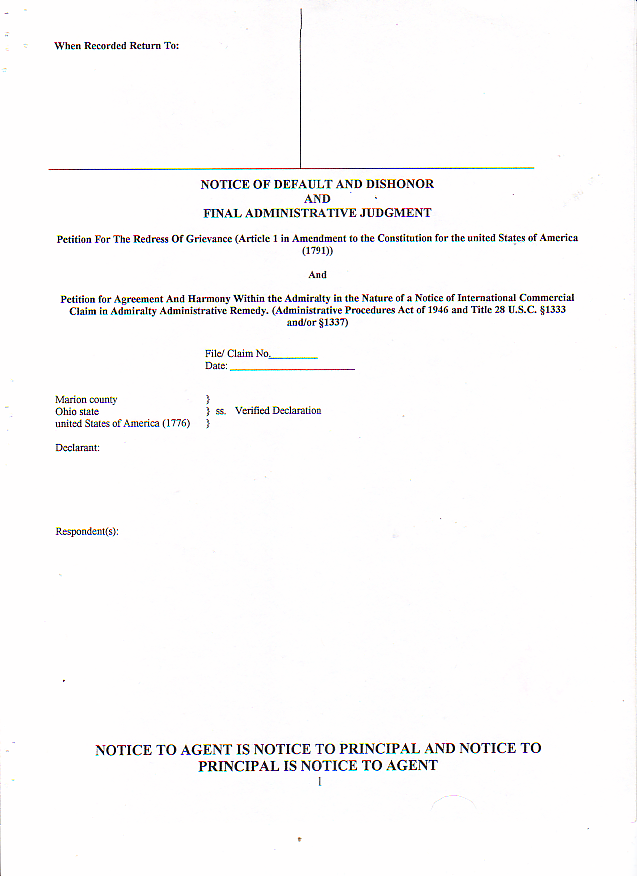 When Recorded Return To:
NOTICE OF DEFAULT AND DISHONOR
AND
FINAL ADMINISTRATIVE JUDGMENT
Petition For The Redress Of Grievance (Article 1 in Amendment to the Constitution for the united States of America
(1791))
And
Petition for Agreement And Harmony Within the Admiralty in the Nature of a Notice of International Commercial
Claim in Admiralty Administrative Remedy. (Administrative Procedures Act of 1946 and Title 28 U.S.C. §1333
and/or §1337)
File/ Claim No.
Date:
Marion county }
Ohio state } ss. Verified Declaration
united States of America (1776) }
Declarant:
Respondent(s):
NOTICE TO AGENT IS NOTICE TO PRINCIPAL AND NOTICE TO
PRINCIPAL IS NOTICE TO AGENT
1